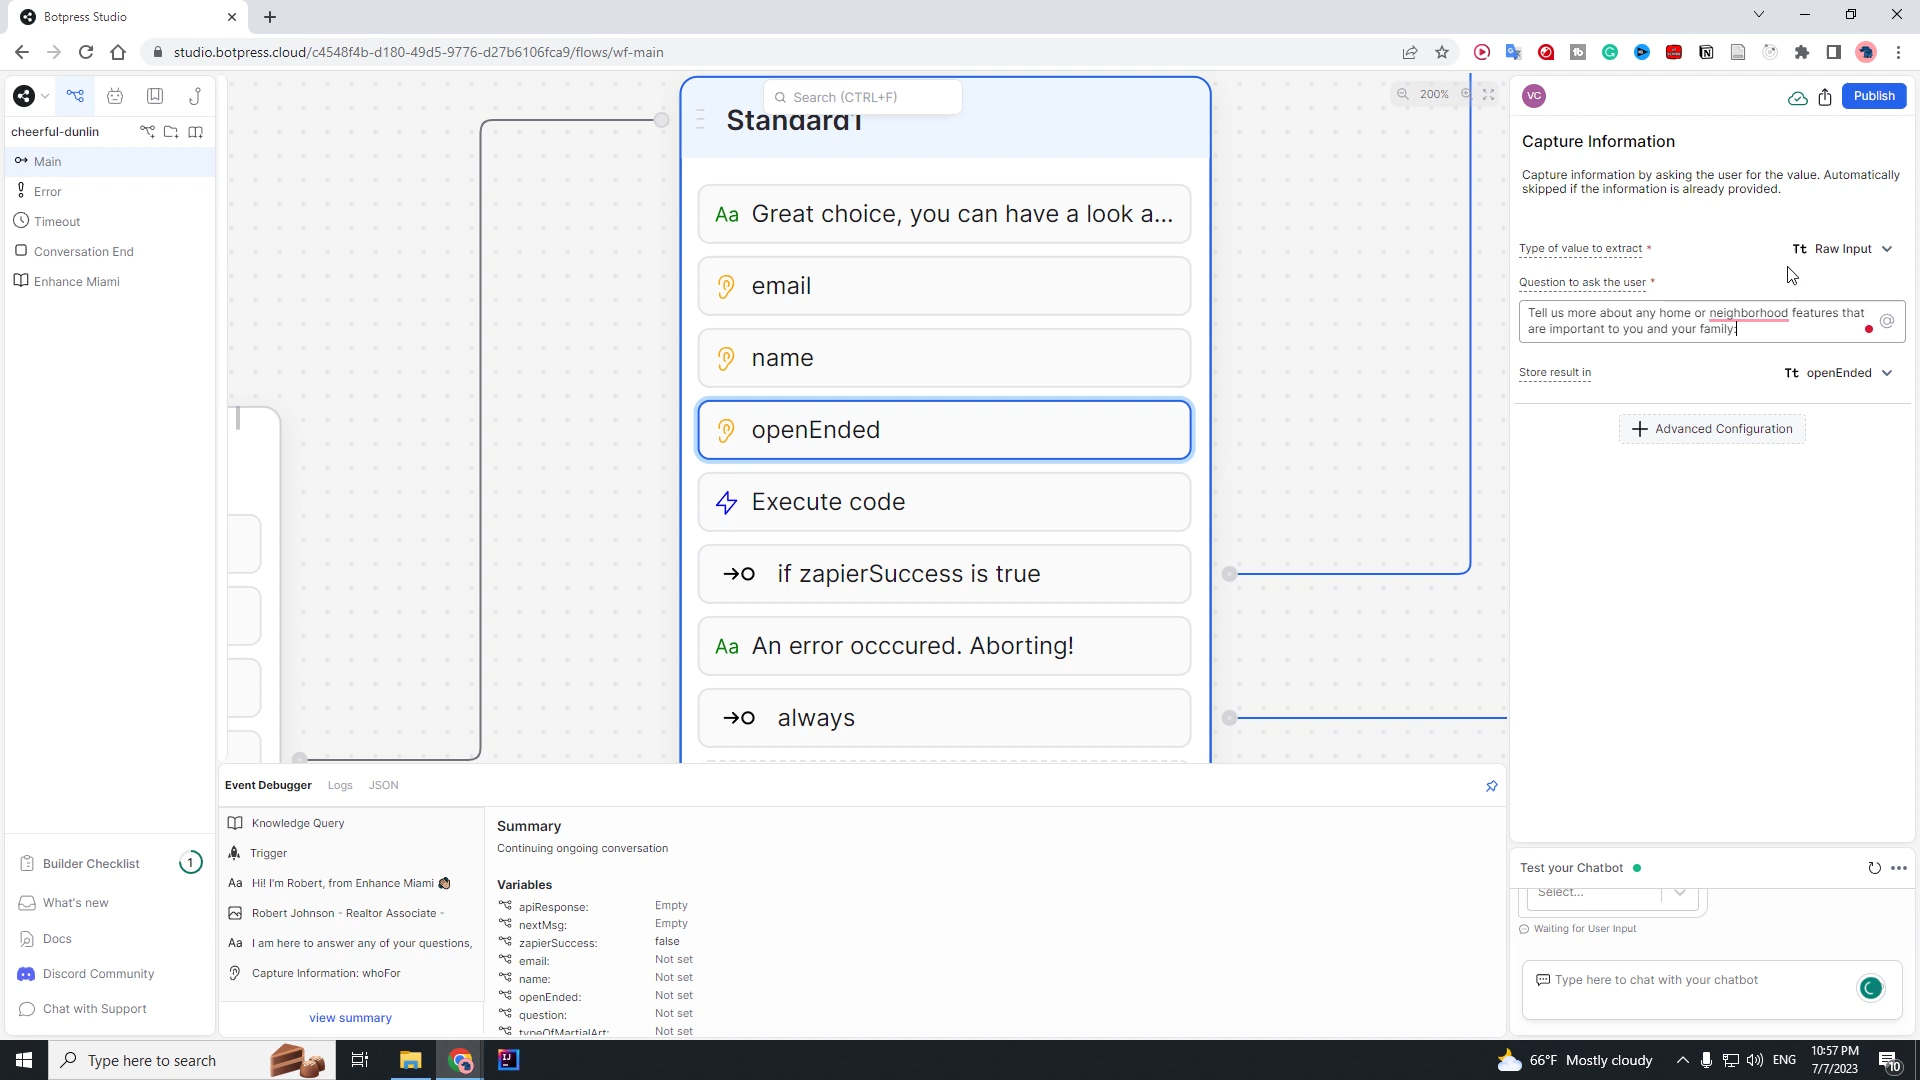 Botpress Studio
studio.botpress.cloud/c4548f4b-d180-49d5-9776-d27b6106fca9/flows/wf-main
cheerful-dunlin
Main
Error
Timeout
Conversation End
Enhance Miami
Builder Checklist
1
What's new
Docs
Discord Community
Chat with Support
Search (CTRL+F)
200%
Standard1
Aa Great choice, you can have a look a...
email
name
openEnded
Execute code
if zapierSuccess is true
Aa An error occcured. Aborting!
always
Event Debugger Logs JSON
Knowledge Query
Trigger
Aa Hi! I'm Robert, from Enhance Miami
Robert Johnson - Realtor Associate -
Aa I am here to answer any of your questions,
Capture Information: whoFor
view summary
Summary
Continuing ongoing conversation
Variables
apiResponse: Empty
nextMsg: Empty
zapierSuccess: false
email: Not set
name: Not set
openEnded: Not set
question: Not set
typeOfMartialArt: Not set
VC
Publish
Capture Information
Capture information by asking the user for the value. Automatically
skipped if the information is already provided.
Type of value to extract * Tt Raw Input
Question to ask the user *
Tell us more about any home or neighborhood features that
are important to you and your family:
Store result in Tt openEnded
Advanced Configuration
Test your Chatbot
Select...
Waiting for User Input
Type here to chat with your chatbot
Type here to search
66°F Mostly cloudy
ENG
10:57 PM
7/7/2023
10